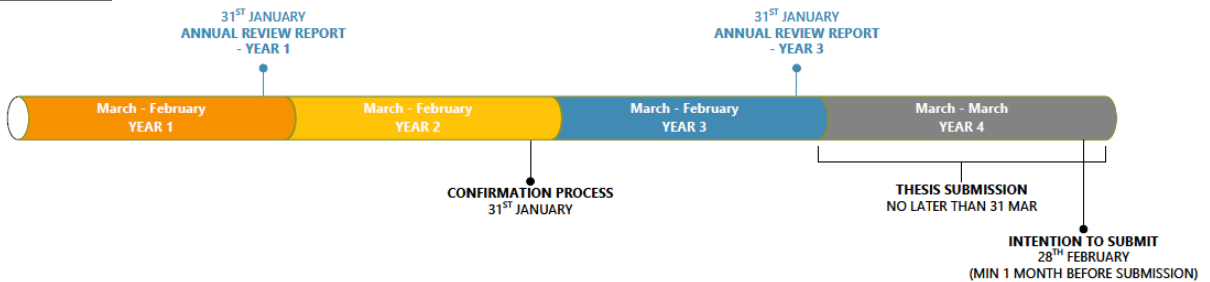 31ST JANUARY
ANNUAL REVIEW REPORT
- YEAR 1
31ST JANUARY
ANNUAL REVIEW REPORT
- YEAR 3
March - February
YEAR 1
March - February
YEAR 2
March - February
YEAR 3
March - March
YEAR 4
CONFIRMATION PROCESS
31ST JANUARY
THESIS SUBMISSION
NO LATER THAN 31 MAR
INTENTION TO SUBMIT
28TH FEBRUARY
(MIN 1 MONTH BEFORE SUBMISSION)